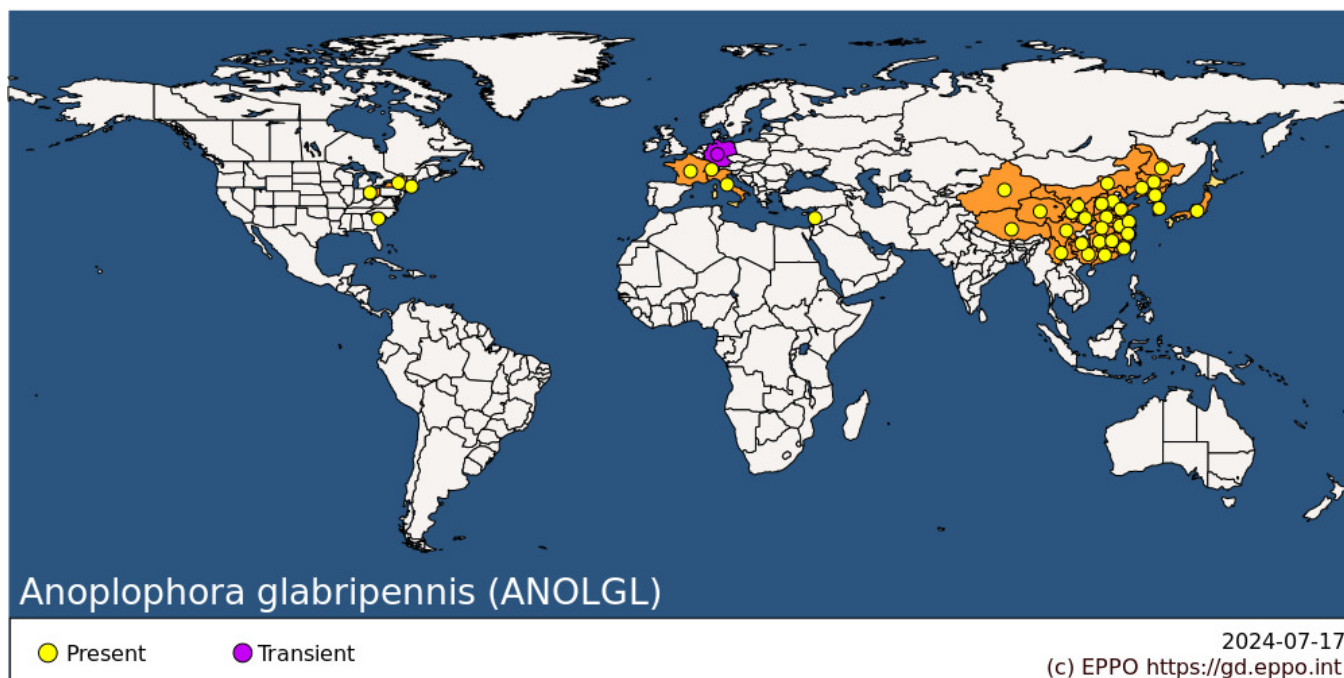 Anoplophora glabripennis (ANOLGL)
Present
Transient
2024-07-17
(c) EPPO https://gd.eppo.int